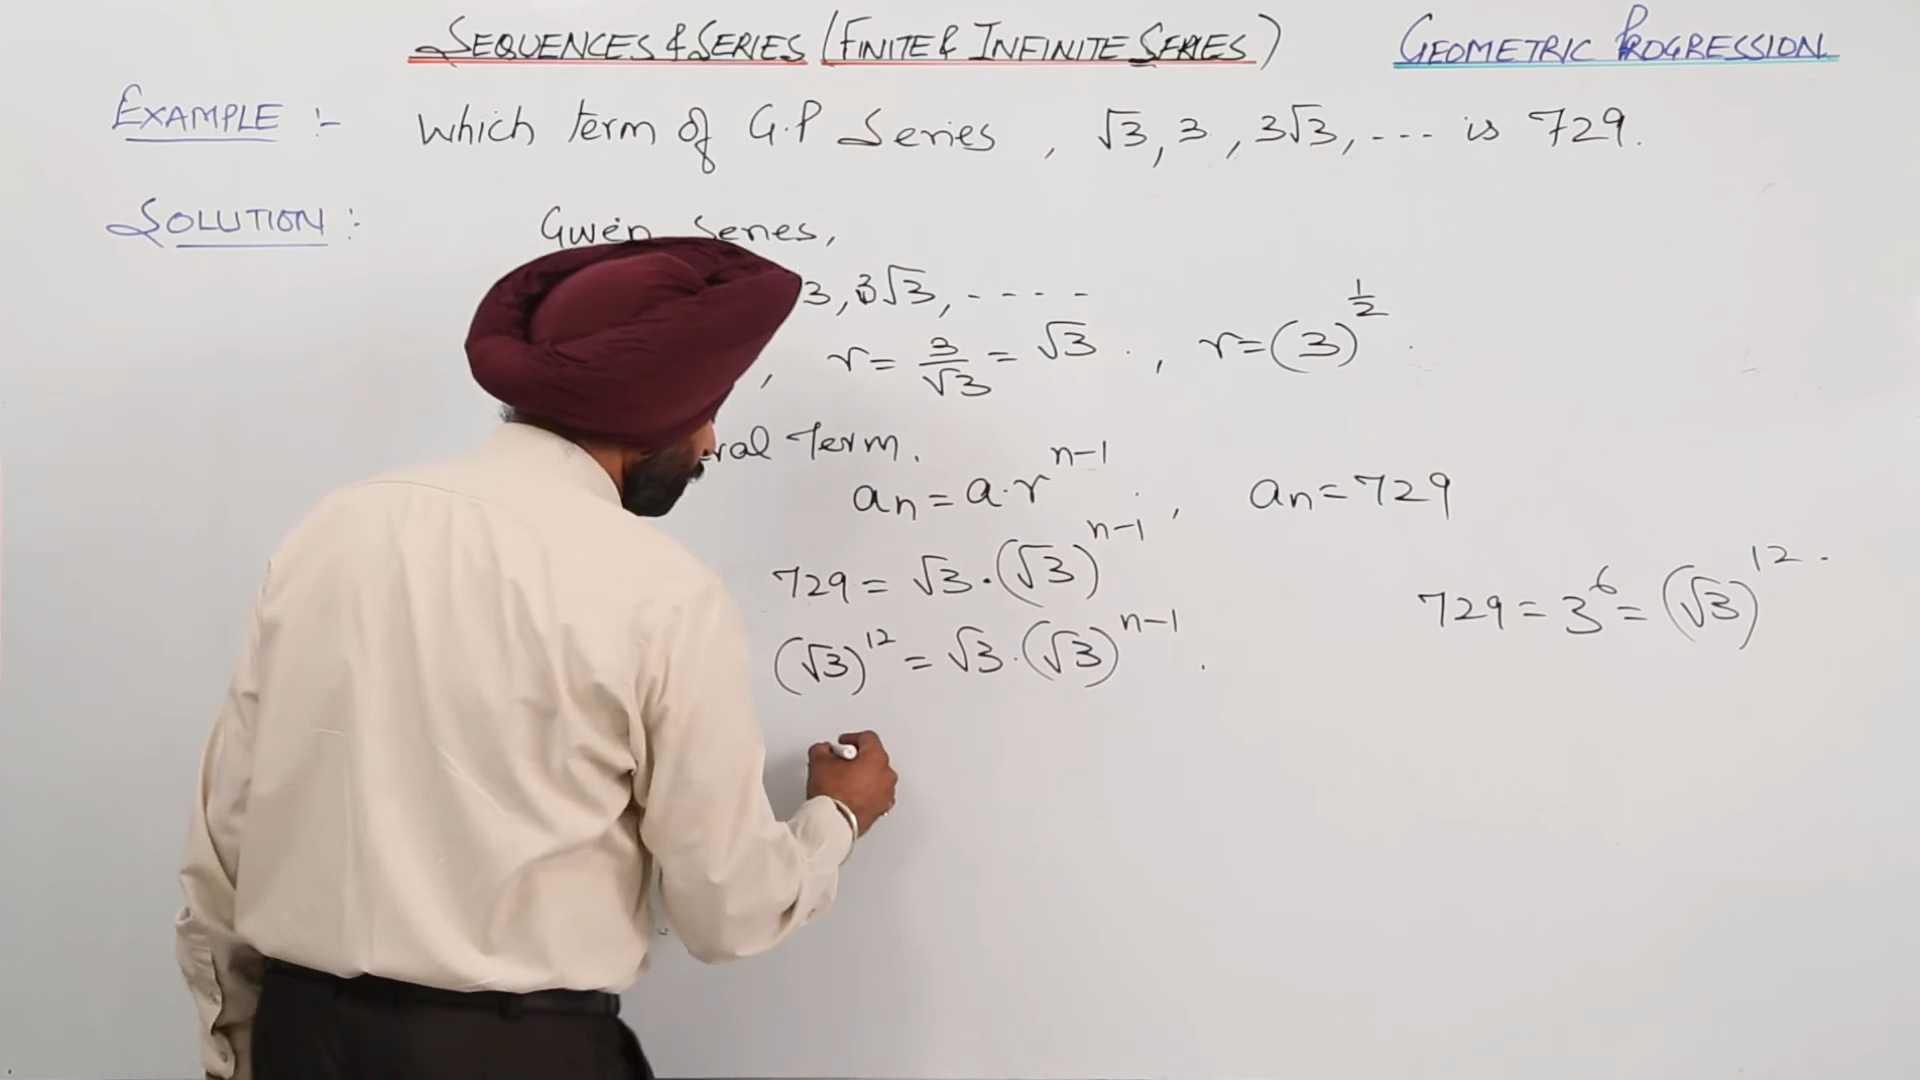 SEQUENCES & SERIES (FINITE & INFINITE SERIES) GEOMETRIC PROGRESSION
EXAMPLE :- Which term of G.P Series, √3, 3, 3√3, --- is 729.
SOLUTION :- Given Series,
3, 3√3, ----
, r = 3/√3 = √3 , r = (3)^(1/2)
ral Term.
an = a·r^(n-1) , an = 729
729 = √3·(√3)^(n-1)
729 = 3^6 = (√3)^12
(√3)^12 = √3·(√3)^(n-1)